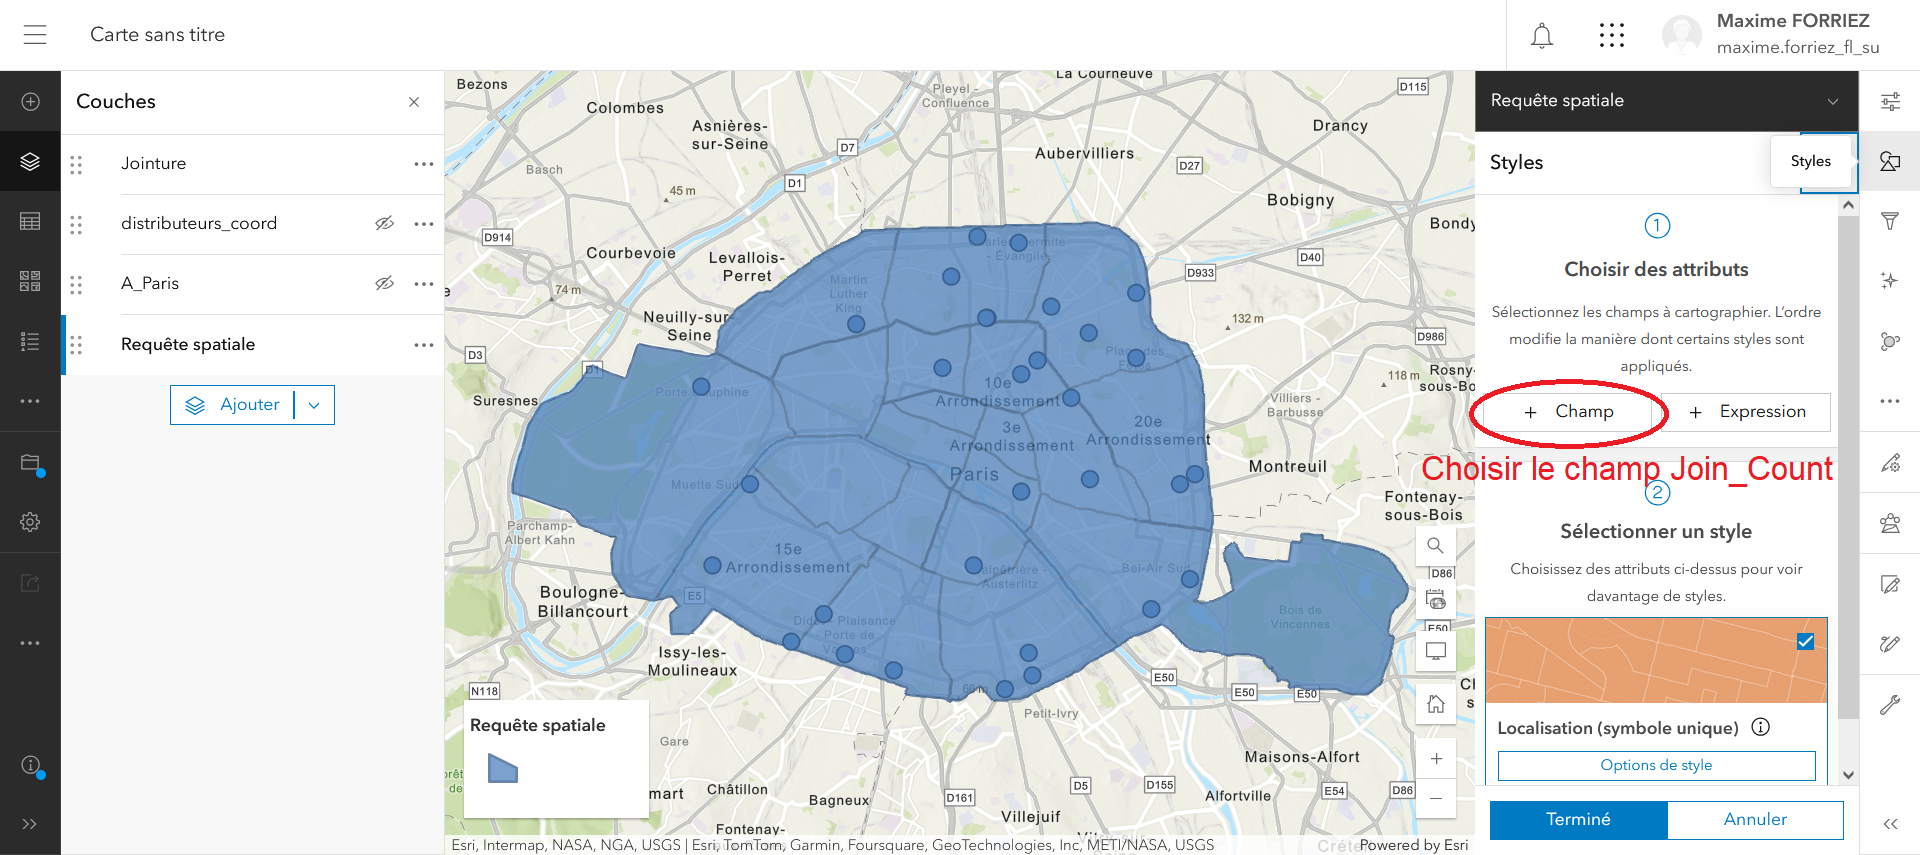 Carte sans titre
Maxime FORRIEZ
maxime.forriez_fl_su
Couches
Jointure
distributeurs_coord
A_Paris
Requête spatiale
Ajouter
Bezons
Colombes
La Courneuve
Pleyel -
Confluence
D115
Asnières-
sur-Seine
Drancy
D7
Aubervilliers
D27
Basch
D1
45 m
Bobigny
Bondy
D914
Courbevoie
Levallois-
Perret
D40
D933
Martin
Luther
King
74 m
Neuilly-sur-
Seine
132 m
D986
D3
D1
118 m
Rosny-
sous-Bo
Suresnes
10e
Arrondissement
Villiers -
Barbusse
3e
Arrondissement
20e
Arrondissement
Paris
Montreuil
Muette Sud
Fontenay-
sous-Bois
Parchamp-
Albert Kahn
15e
Arrondissement
Austerlitz
Bel-Air Sud
D86
Boulogne-
Billancourt
E5
Bois de
Vincennes
E50
Plaisance
- Porte de
Issy-les-
Moulineaux
E50
N118
66 m
E50
E50
Petit-Ivry
Gare
Maisons-Alfort
Châtillon
Bagneux
D161
D5
D155
Alfortville
E54
D86
Villejuif
Fontenay-
Requête spatiale
Esri, Intermap, NASA, NGA, USGS | Esri, TomTom, Garmin, Foursquare, GeoTechnologies, Inc, METI/NASA, USGS
Powered by Esri
Requête spatiale
Styles
Styles
1
Choisir des attributs
Sélectionnez les champs à cartographier. L'ordre
modifie la manière dont certains styles sont
appliqués.
+ Champ
+ Expression
Choisir le champ Join_Count
2
Sélectionner un style
Choisissez des attributs ci-dessus pour voir
davantage de styles.
Localisation (symbole unique)
Options de style
Terminé
Annuler